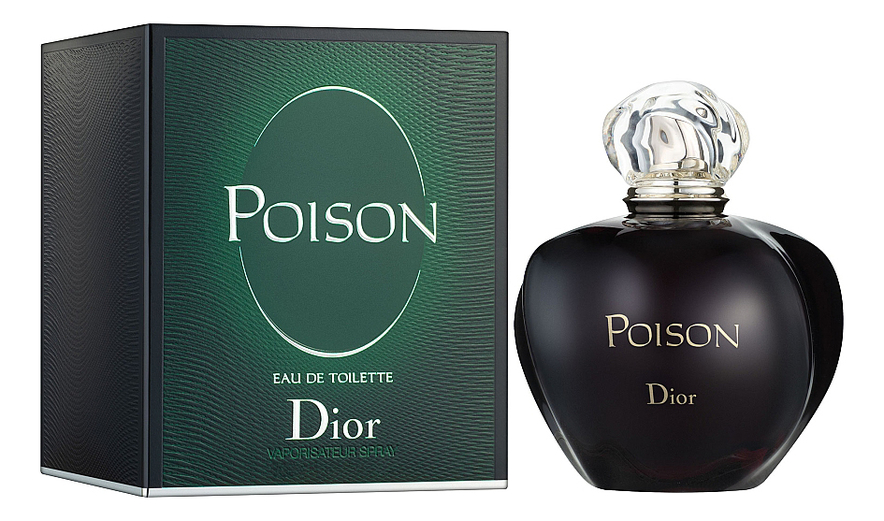 POISON
EAU DE TOILETTE
Dior
VAPORISATEUR SPRAY
POISON
Dior